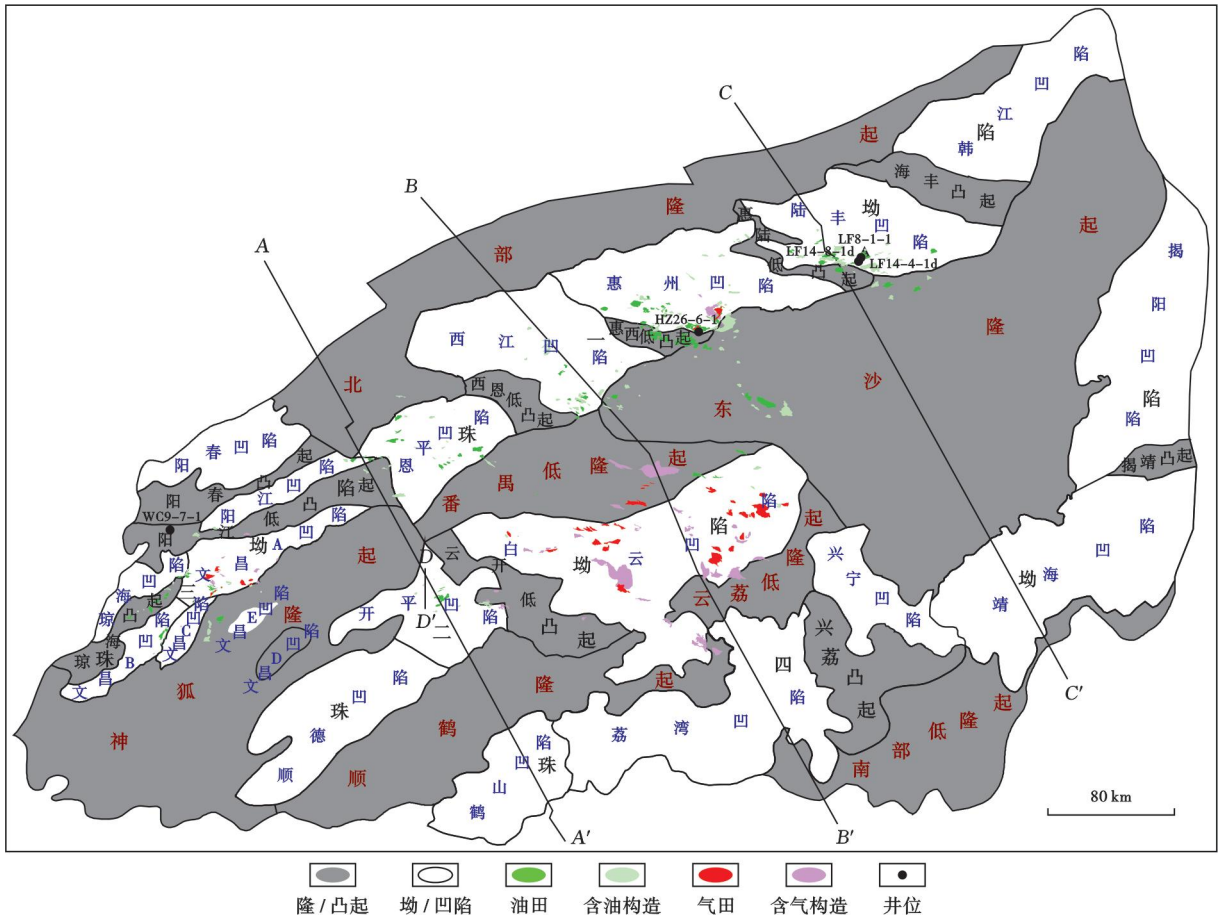 C
C′
B
B′
A
A′
D
D′
北部隆起
韩江凹陷
海丰凸起
陆丰凹陷
惠陆低凸起
LF8-1-1
LF14-8-1d
LF14-4-1d
惠州凹陷
HZ26-6-1
惠西低凸起
西江凹陷
西恩低凸起
恩平凹陷
珠一坳陷
东沙隆起
揭阳凹陷
揭靖凸起
靖海凹陷
坳陷
阳春凹陷
阳春凸起
阳江凹陷
阳江低凸起
WC9-7-1
文昌A凹陷
琼海凹陷
琼海凸起
文昌B凹陷
文昌C凹陷
文昌E凹陷
文昌D凹陷
珠三坳陷
神狐隆起
番禺低隆起
白云凹陷
云开低凸起
开平凹陷
顺德凹陷
珠二坳陷
顺鹤隆起
云荔低隆起
鹤山凹陷
荔湾凹陷
珠四坳陷
兴宁凹陷
兴荔凸起
南部低隆起
80 km
隆/凸起
坳/凹陷
油田
含油构造
气田
含气构造
井位